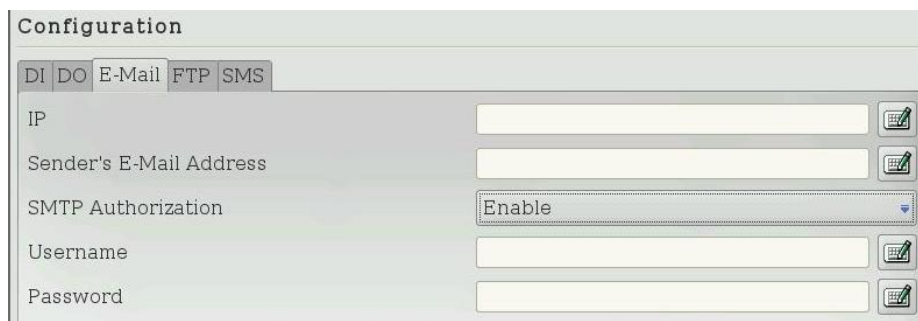 Configuration
DI DO E-Mail FTP SMS
IP
Sender's E-Mail Address
SMTP Authorization Enable
Username
Password